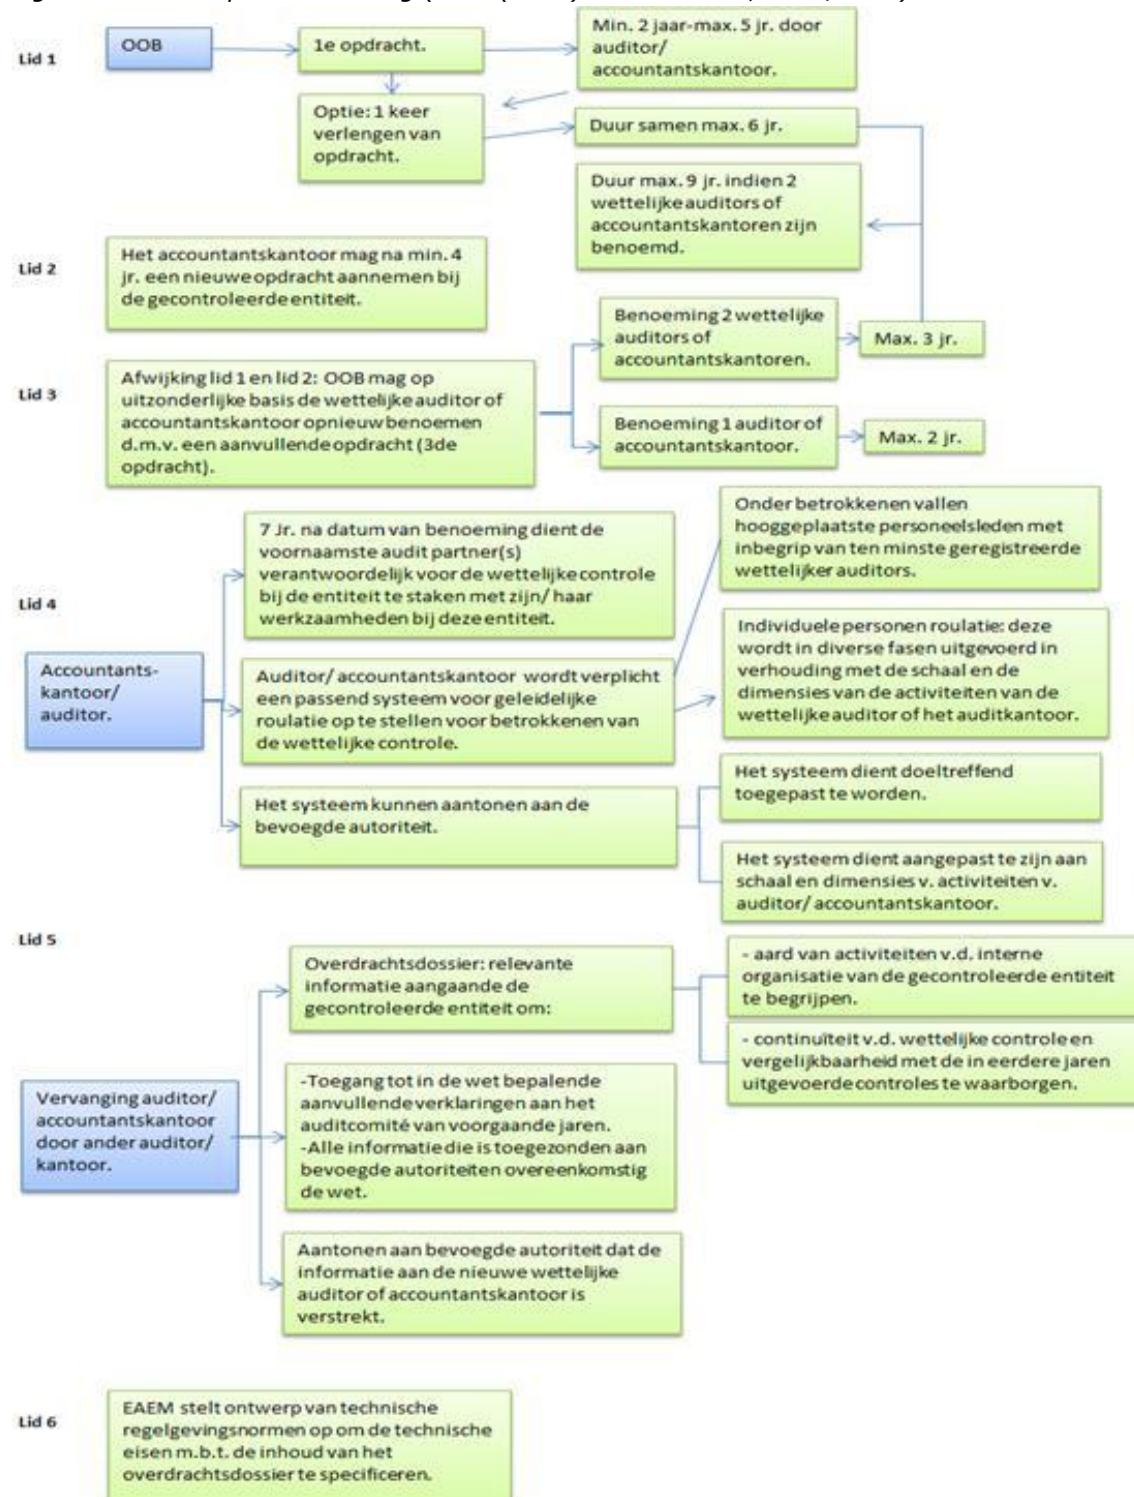 Lid 1
OOB
1e opdracht.
Min. 2 jaar-max. 5 jr. door
auditor/
accountantskantoor.
Optie: 1 keer
verlengen van
opdracht.
Duur samen max. 6 jr.
Duur max. 9 jr. indien 2
wettelijke auditors of
accountantskantoren zijn
benoemd.
Lid 2
Het accountantskantoor mag na min. 4
jr. een nieuwe opdracht aannemen bij
de gecontroleerde entiteit.
Benoeming 2 wettelijke
auditors of
accountantskantoren.
Max. 3 jr.
Lid 3
Afwijking lid 1 en lid 2: OOB mag op
uitzonderlijke basis de wettelijke auditor of
accountantskantoor opnieuw benoemen
d.m.v. een aanvullende opdracht (3de
opdracht).
Benoeming 1 auditor of
accountantskantoor.
Max. 2 jr.
Lid 4
Accountants-
kantoor/
auditor.
7 Jr. na datum van benoeming dient de
voornaamste audit partner(s)
verantwoordelijk voor de wettelijke controle
bij de entiteit te staken met zijn/ haar
werkzaamheden bij deze entiteit.
Auditor/ accountantskantoor wordt verplicht
een passend systeem voor geleidelijke
roulatie op te stellen voor betrokkenen van
de wettelijke controle.
Onder betrokkenen vallen
hooggeplaatste personeelsleden met
inbegrip van ten minste geregistreerde
wettelijker auditors.
Individuele personen roulatie: deze
wordt in diverse fasen uitgevoerd in
verhouding met de schaal en de
dimensies van de activiteiten van de
wettelijke auditor of het auditkantoor.
Het systeem kunnen aantonen aan de
bevoegde autoriteit.
Het systeem dient doeltreffend
toegepast te worden.
Het systeem dient aangepast te zijn aan
schaal en dimensies v. activiteiten v.
auditor/ accountantskantoor.
Lid 5
Vervanging auditor/
accountantskantoor
door ander auditor/
kantoor.
Overdrachtsdossier: relevante
informatie aangaande de
gecontroleerde entiteit om:
- aard van activiteiten v.d. interne
organisatie van de gecontroleerde entiteit
te begrijpen.
- continuïteit v.d. wettelijke controle en
vergelijkbaarheid met de in eerdere jaren
uitgevoerde controles te waarborgen.
-Toegang tot in de wet bepalende
aanvullende verklaringen aan het
auditcomité van voorgaande jaren.
-Alle informatie die is toegezonden aan
bevoegde autoriteiten overeenkomstig
de wet.
Aantonen aan bevoegde autoriteit dat de
informatie aan de nieuwe wettelijke
auditor of accountantskantoor is
verstrekt.
Lid 6
EAEM stelt ontwerp van technische
regelgevingsnormen op om de technische
eisen m.b.t. de inhoud van het
overdrachtsdossier te specificeren.